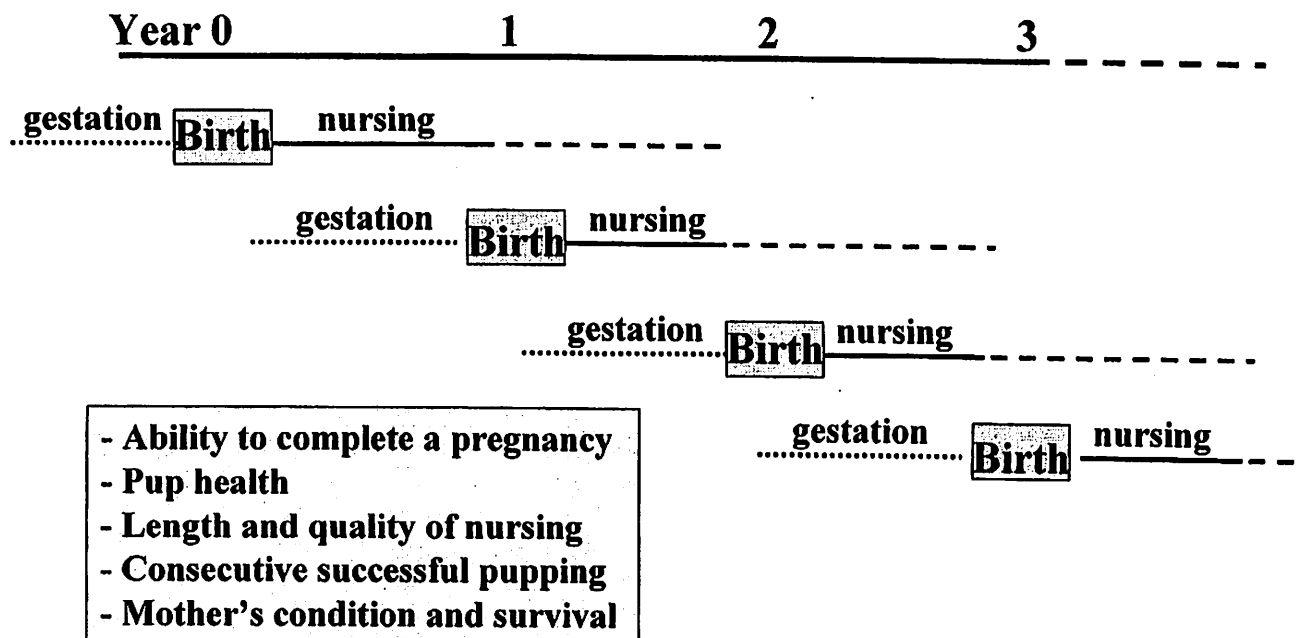 Year 0 1 2 3
gestation Birth nursing
gestation Birth nursing
gestation Birth nursing
gestation Birth nursing
- Ability to complete a pregnancy
- Pup health
- Length and quality of nursing
- Consecutive successful pupping
- Mother's condition and survival